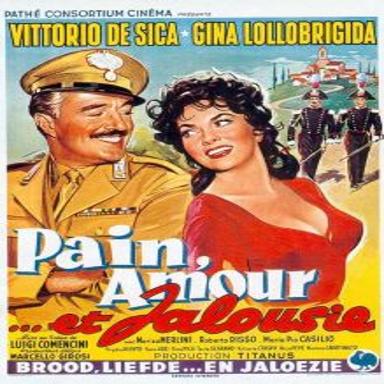 PATHÉ CONSORTIUM CINÉMA PRÉSENTE
VITTORIO DE SICA * GINA LOLLOBRIGIDA
Pain,
Amour
...et Jalousie
LUIGI COMENCINI
MARCELLO GIROSI
avec Marisa MERLINI, Roberto RISSO, Maria Pia CASILIO
PRODUCTION TITANUS
BROOD, LIEFDE... EN JALOEZIE